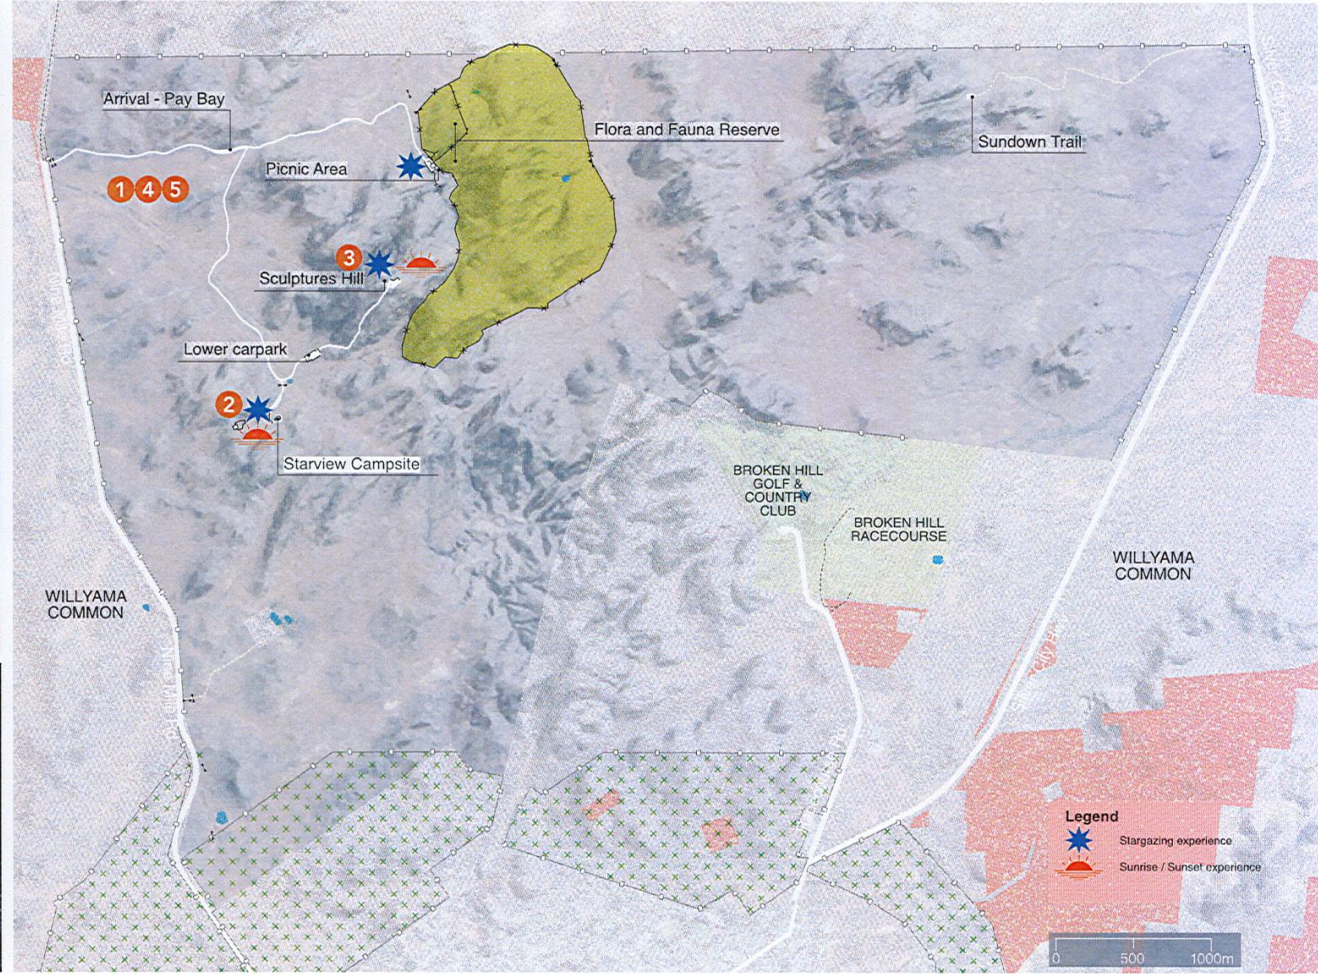 Arrival - Pay Bay
Flora and Fauna Reserve
Sundown Trail
Picnic Area
1 4 5
3
Sculptures Hill
Lower carpark
2
Starview Campsite
BROKEN HILL
GOLF &
COUNTRY
CLUB
BROKEN HILL
RACECOURSE
WILLYAMA
COMMON
WILLYAMA
COMMON
Legend
Stargazing experience
Sunrise / Sunset experience
0 500 1000m